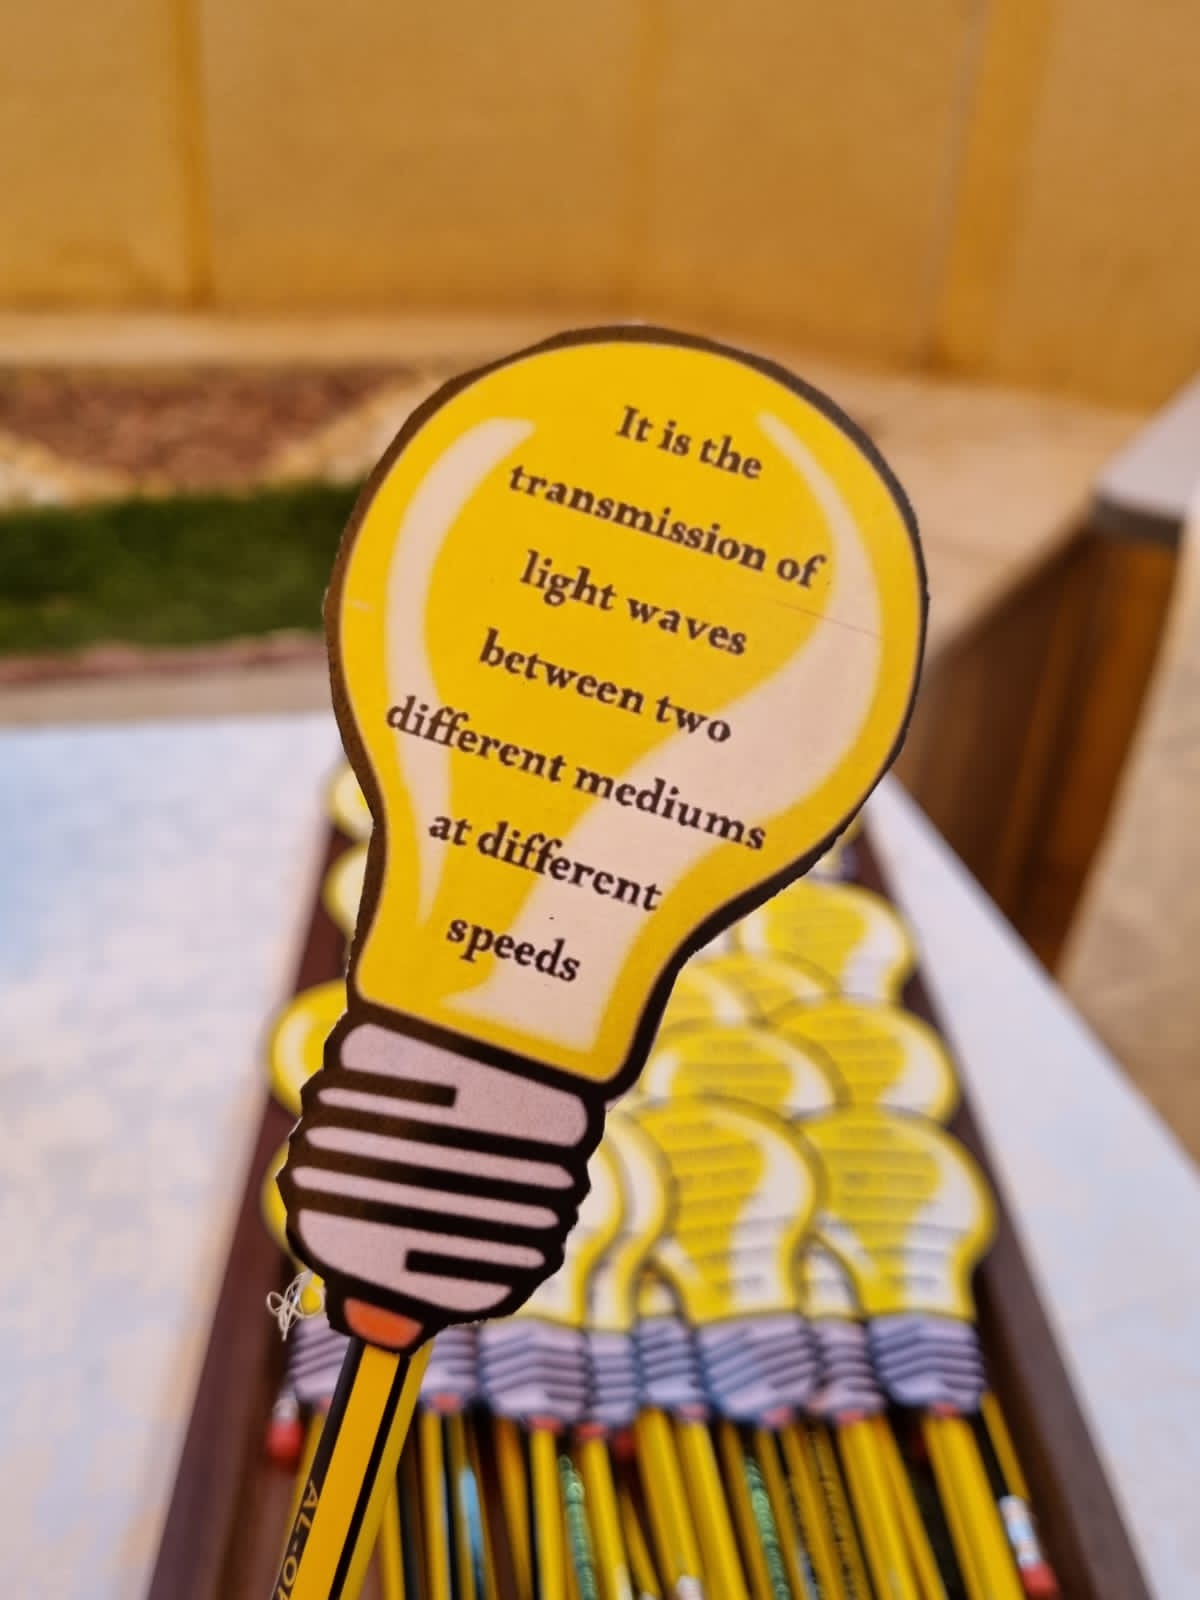 It is the
transmission of
light waves
between two
different mediums
at different
speeds